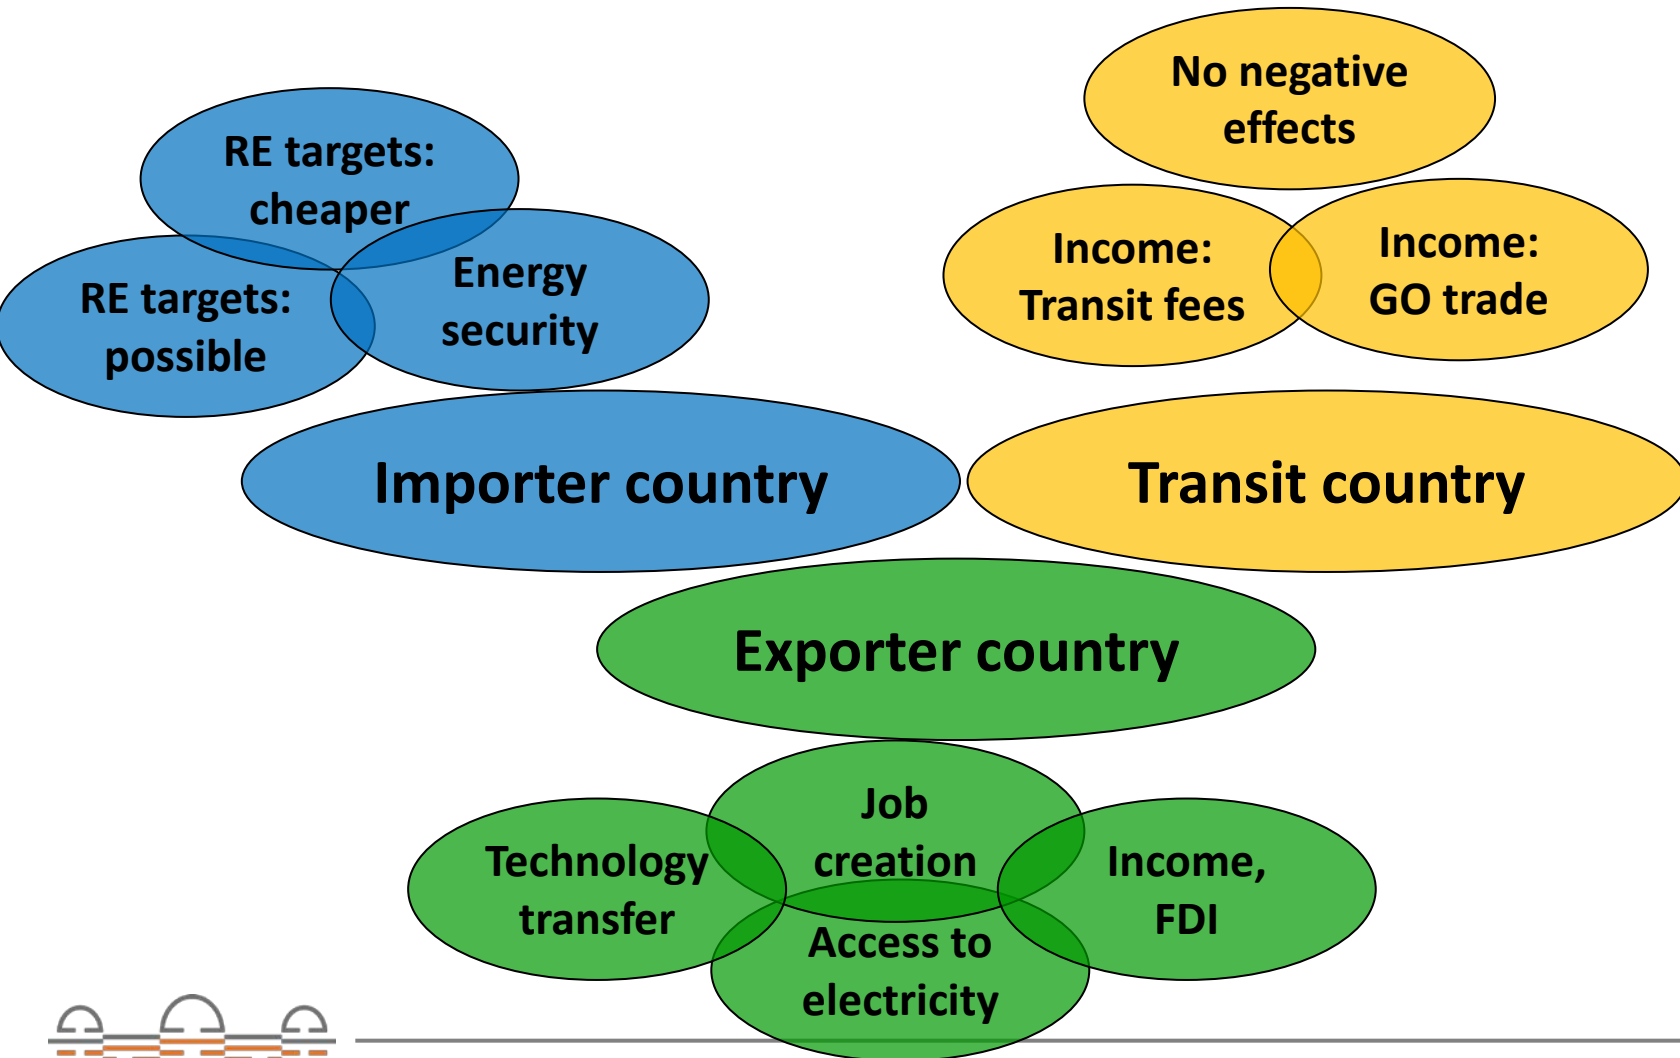 No negative
effects
RE targets:
cheaper
Energy
security
RE targets:
possible
Income:
Transit fees
Income:
GO trade
Importer country
Transit country
Exporter country
Job
creation
Technology
transfer
Income,
FDI
Access to
electricity